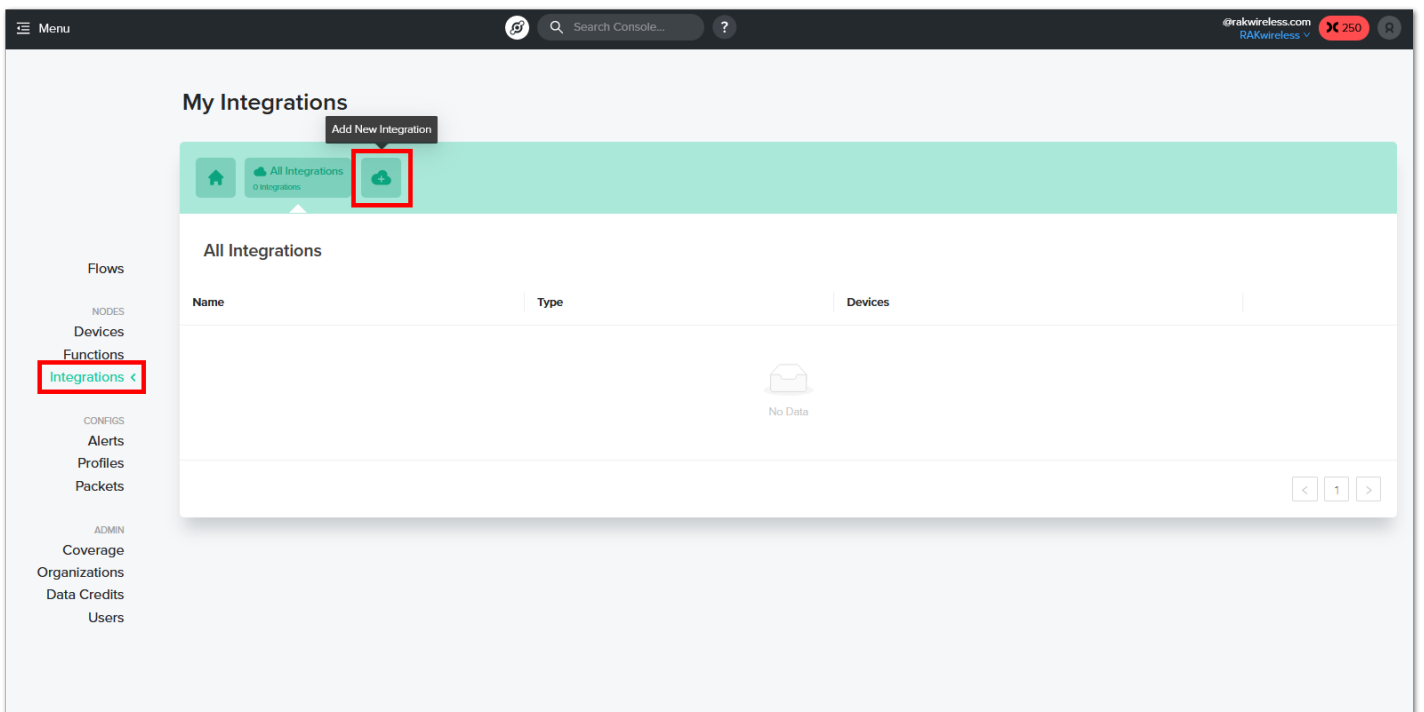 Menu
Search Console...
?
@rakwireless.com
RAKwireless
250
My Integrations
Add New Integration
All Integrations
0 Integrations
All Integrations
Name
Type
Devices
No Data
< 1 >
Flows
NODES
Devices
Functions
Integrations <
CONFIGS
Alerts
Profiles
Packets
ADMIN
Coverage
Organizations
Data Credits
Users